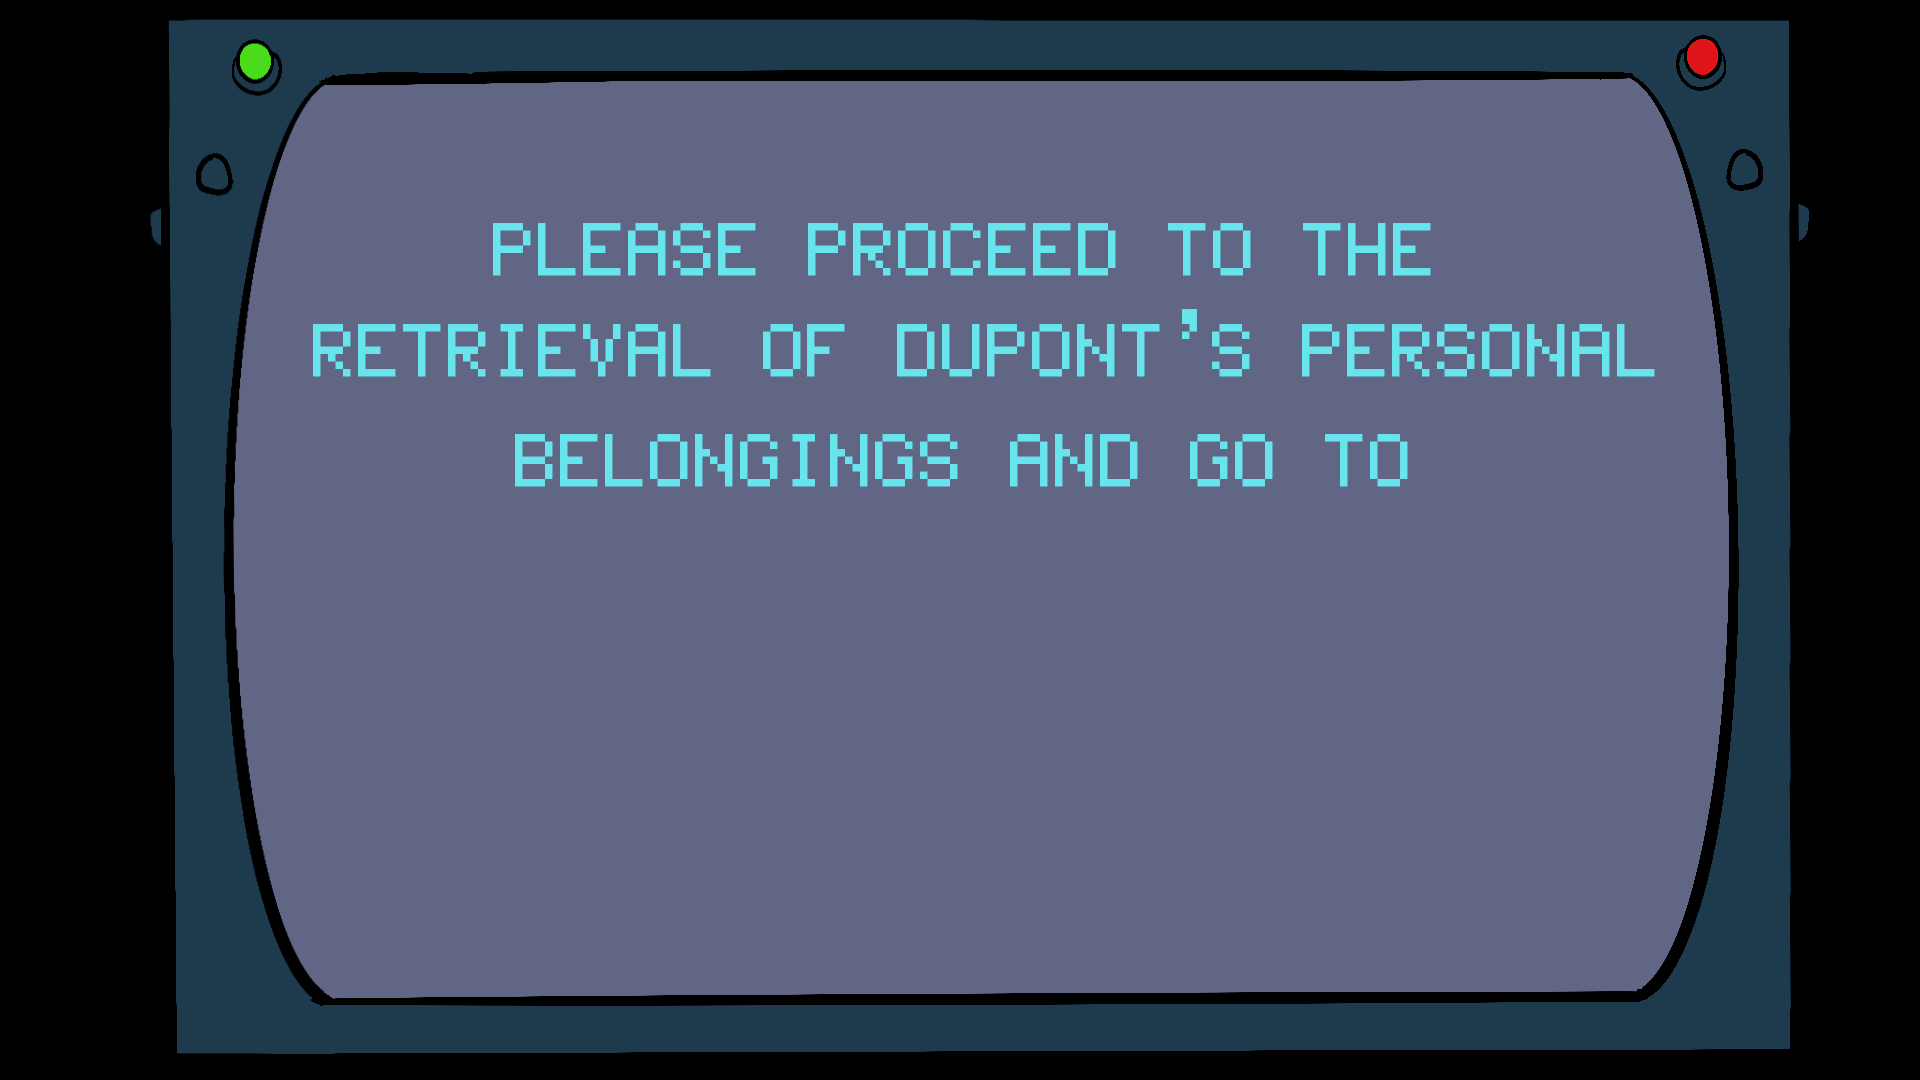 PLEASE PROCEED TO THE
RETRIEVAL OF DUPONT'S PERSONAL
BELONGINGS AND GO TO